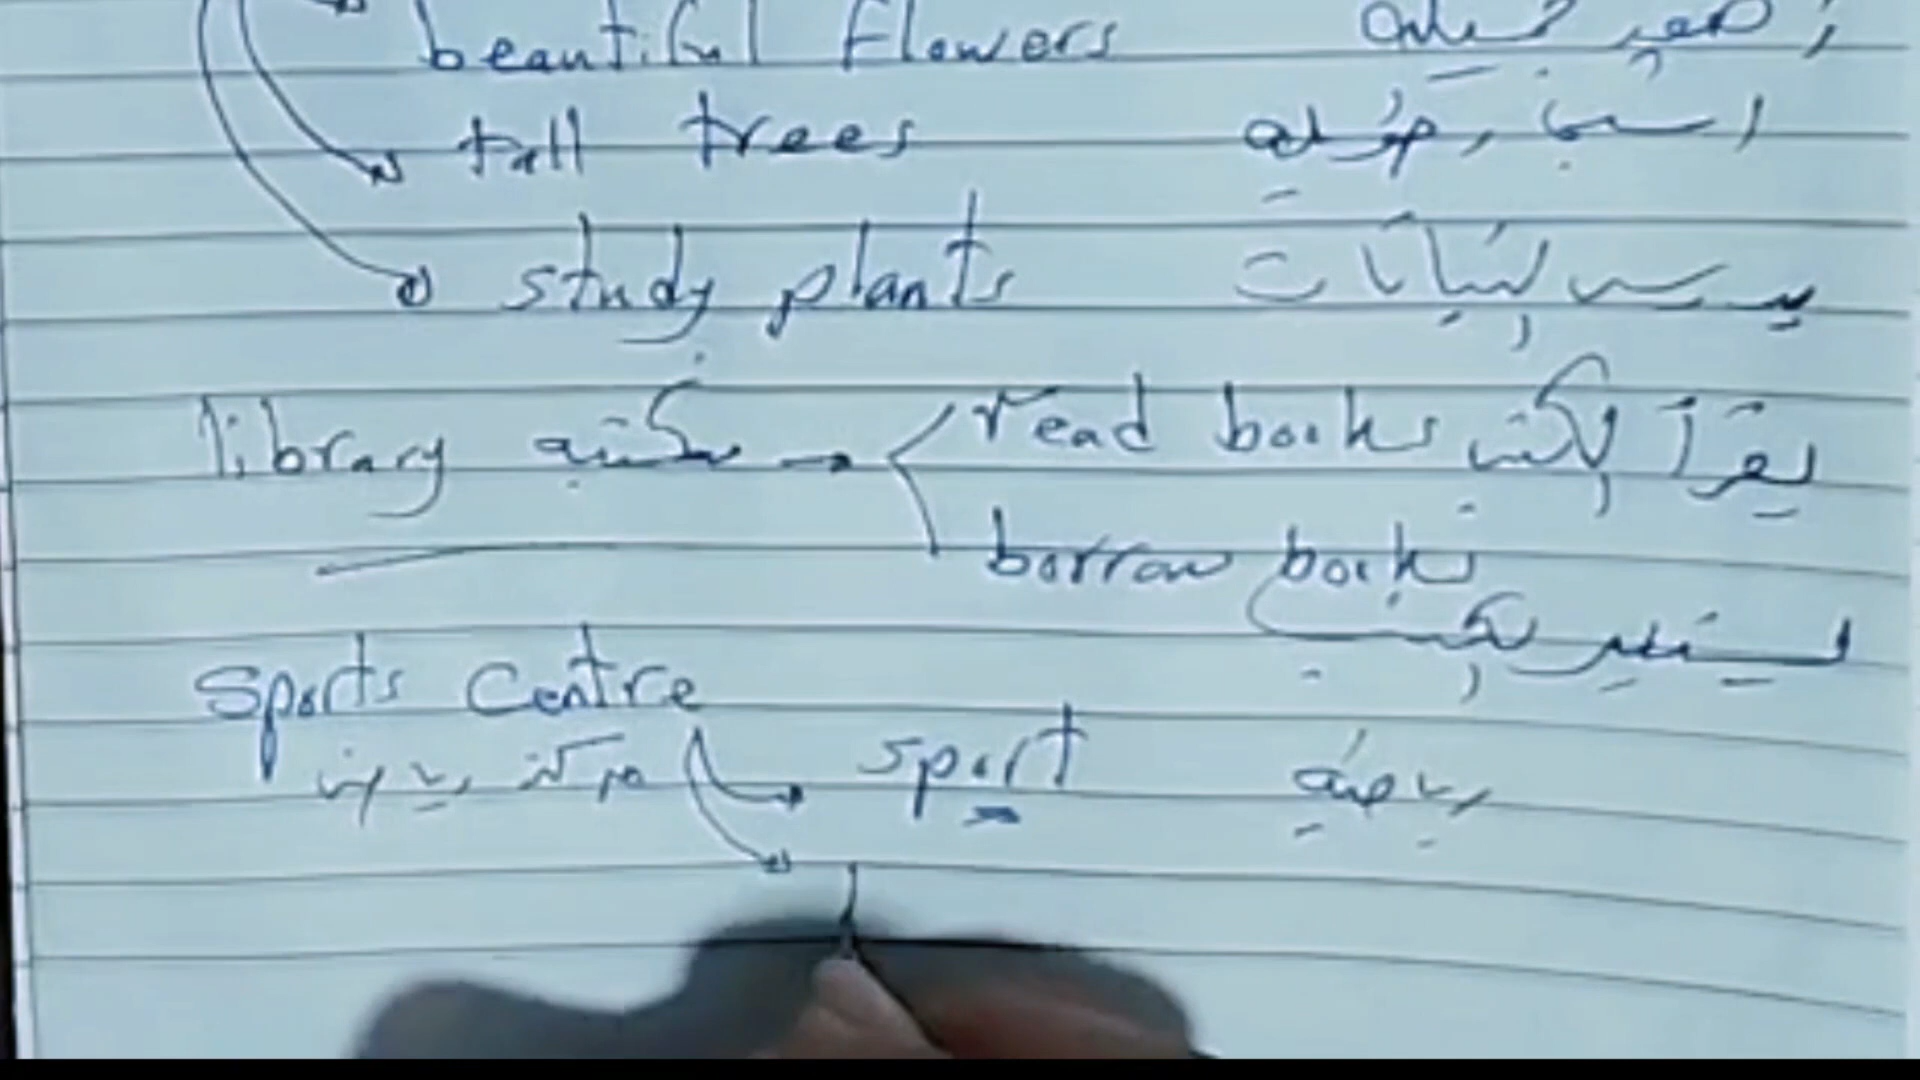 beautiful flowers زهور جميلة
tall trees اشجار طويلة
study plants يدرس النباتات
library مكتبة → read books يقرأ الكتب
borrow books
يستعير الكتب
Sports Centre
مركز رياضي sport رياضة